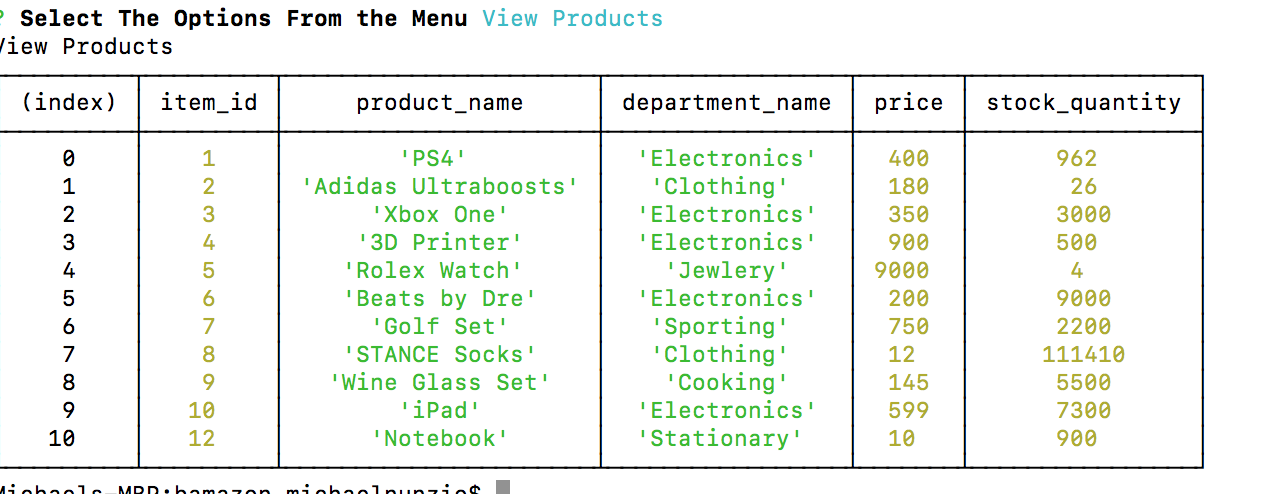 ? Select The Options From the Menu View Products
View Products
(index) item_id product_name department_name price stock_quantity
0 1 'PS4' 'Electronics' 400 962
1 2 'Adidas Ultraboosts' 'Clothing' 180 26
2 3 'Xbox One' 'Electronics' 350 3000
3 4 '3D Printer' 'Electronics' 900 500
4 5 'Rolex Watch' 'Jewlery' 9000 4
5 6 'Beats by Dre' 'Electronics' 200 9000
6 7 'Golf Set' 'Sporting' 750 2200
7 8 'STANCE Socks' 'Clothing' 12 111410
8 9 'Wine Glass Set' 'Cooking' 145 5500
9 10 'iPad' 'Electronics' 599 7300
10 12 'Notebook' 'Stationary' 10 900
Michaels-MBP:bamazon michaelnunzio$